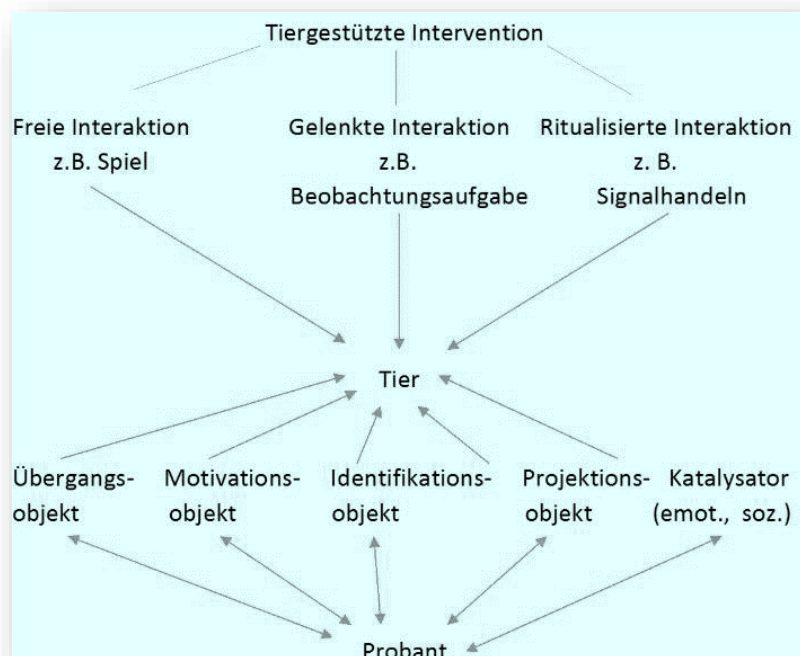 Tiergestützte Intervention
Freie Interaktion
z.B. Spiel
Gelenkte Interaktion
z.B.
Beobachtungsaufgabe
Ritualisierte Interaktion
z. B.
Signalhandeln
Tier
Übergangs-
objekt
Motivations-
objekt
Identifikations-
objekt
Projektions-
objekt
Katalysator
(emot., soz.)
Probant